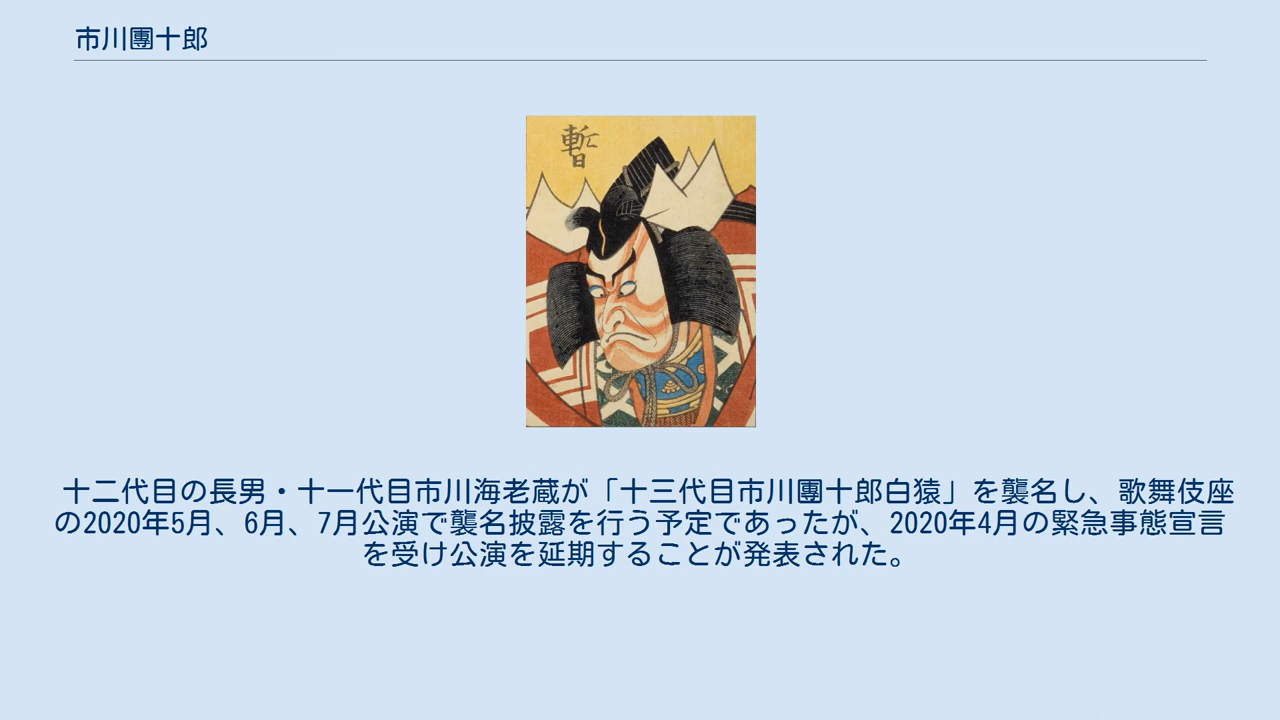 市川團十郎
暫
十二代目の長男・十一代目市川海老蔵が「十三代目市川團十郎白猿」を襲名し、歌舞伎座
の2020年5月、6月、7月公演で襲名披露を行う予定であったが、2020年4月の緊急事態宣言
を受け公演を延期することが発表された。